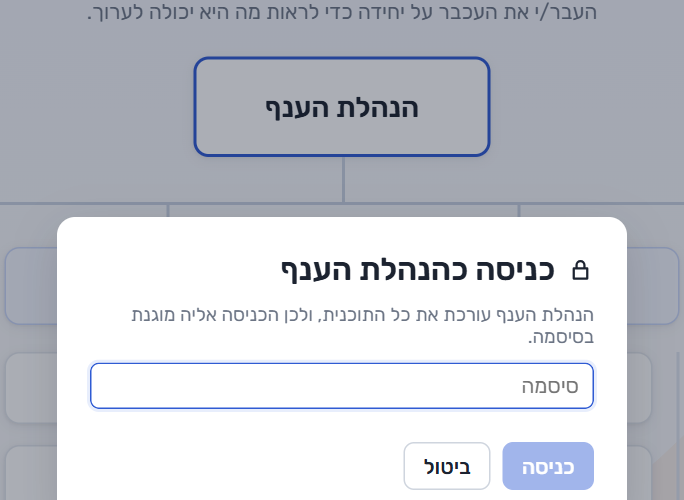 העבר/י את העכבר על יחידה כדי לראות מה היא יכולה לערוך.
הנהלת הענף
כניסה כהנהלת הענף
הנהלת הענף עורכת את כל התוכנית, ולכן הכניסה אליה מוגנת
בסיסמה.
סיסמה
כניסה
ביטול